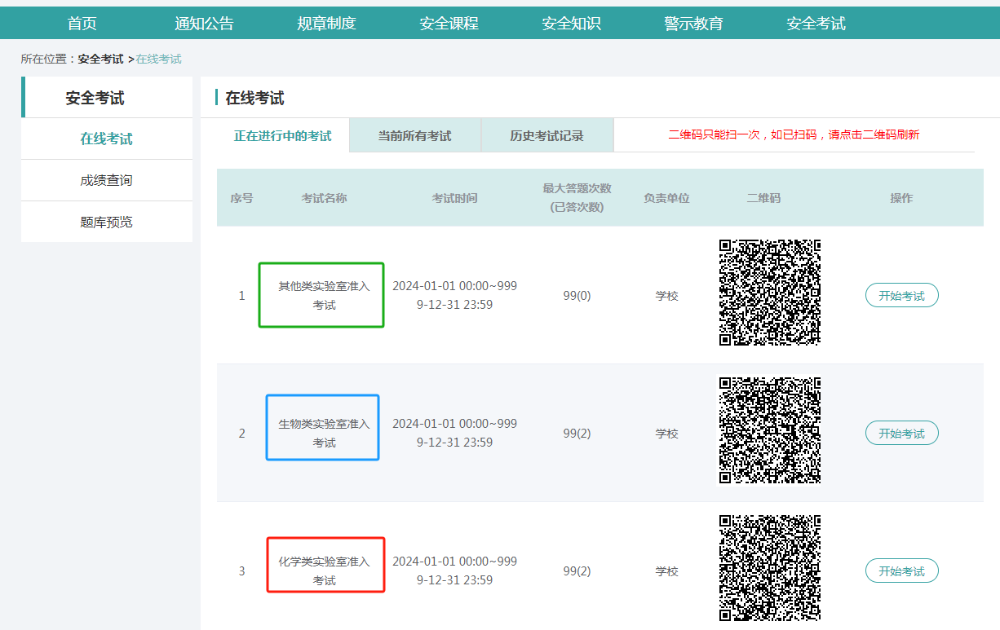 首页 通知公告 规章制度 安全课程 安全知识 警示教育 安全考试
所在位置：安全考试 >在线考试
安全考试
在线考试
成绩查询
题库预览
在线考试
正在进行中的考试 当前所有考试 历史考试记录 二维码只能扫一次，如已扫码，请点击二维码刷新
序号 考试名称 考试时间 最大答题次数 负责单位 二维码 操作
(已答次数)
1 其他类实验室准入 2024-01-01 00:00~999 99(0) 学校 开始考试
考试 9-12-31 23:59
2 生物类实验室准入 2024-01-01 00:00~999 99(2) 学校 开始考试
考试 9-12-31 23:59
3 化学类实验室准入 2024-01-01 00:00~999 99(2) 学校 开始考试
考试 9-12-31 23:59